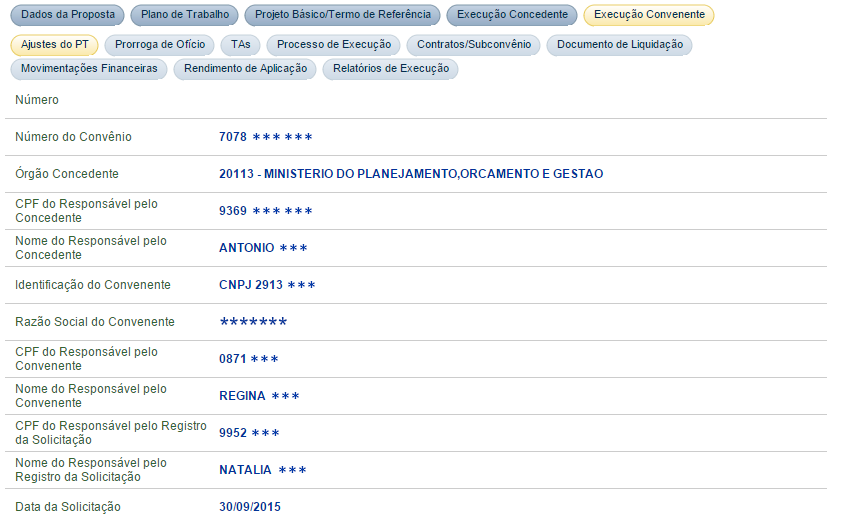 Dados da Proposta Plano de Trabalho Projeto Básico/Termo de Referência Execução Concedente Execução Convenente
Ajustes do PT Prorroga de Ofício TAs Processo de Execução Contratos/Subconvênio Documento de Liquidação
Movimentações Financeiras Rendimento de Aplicação Relatórios de Execução
Número
Número do Convênio 7078 ∗∗∗ ∗∗∗
Órgão Concedente 20113 - MINISTERIO DO PLANEJAMENTO,ORCAMENTO E GESTAO
CPF do Responsável pelo
Concedente 9369 ∗∗∗ ∗∗∗
Nome do Responsável pelo
Concedente ANTONIO ∗∗∗
Identificação do Convenente CNPJ 2913 ∗∗∗
Razão Social do Convenente ∗∗∗∗∗∗∗
CPF do Responsável pelo
Convenente 0871 ∗∗∗
Nome do Responsável pelo
Convenente REGINA ∗∗∗
CPF do Responsável pelo Registro
da Solicitação 9952 ∗∗∗
Nome do Responsável pelo
Registro da Solicitação NATALIA ∗∗∗
Data da Solicitação 30/09/2015